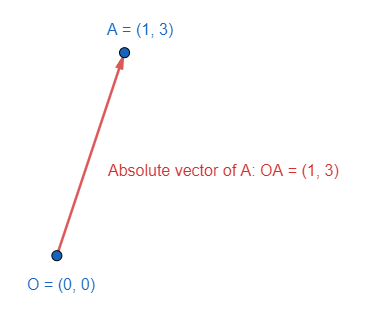 A = (1, 3)
Absolute vector of A: OA = (1, 3)
O = (0, 0)